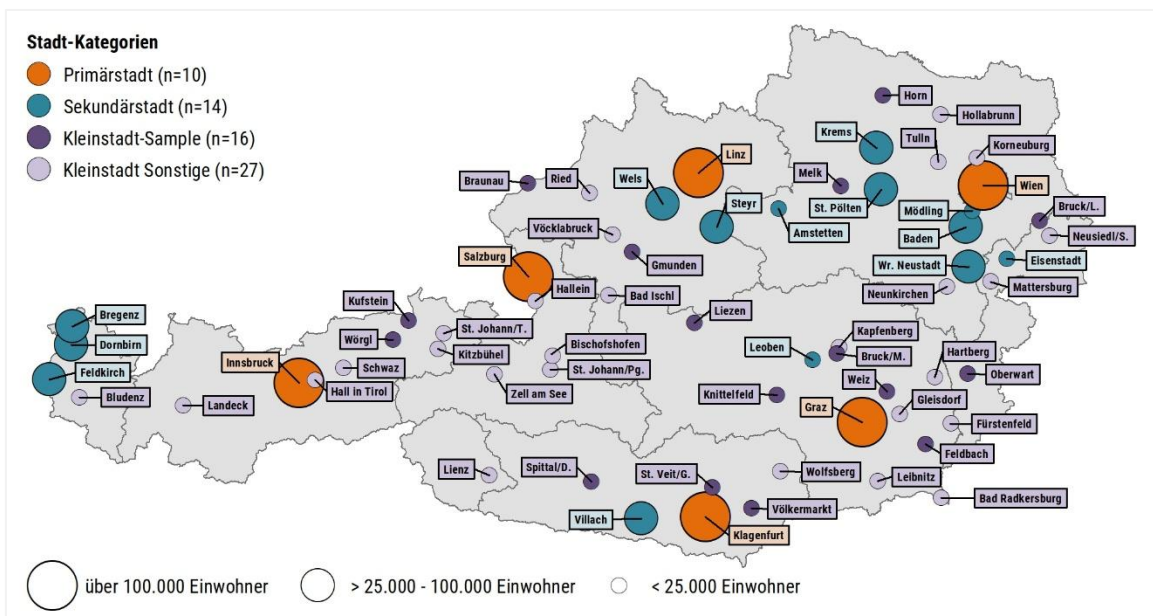 Stadt-Kategorien
Primärstadt (n=10)
Sekundärstadt (n=14)
Kleinstadt-Sample (n=16)
Kleinstadt Sonstige (n=27)
Horn
Hollabrunn
Krems
Tulln
Korneuburg
Linz
Wien
Braunau
Ried
Wels
Melk
Steyr
St. Pölten
Mödling
Bruck/L.
Amstetten
Baden
Neusiedl/S.
Vöcklabruck
Salzburg
Gmunden
Wr. Neustadt
Eisenstadt
Hallein
Bad Ischl
Neunkirchen
Mattersburg
Kufstein
Liezen
Bregenz
St. Johann/T.
Kapfenberg
Wörgl
Dornbirn
Bischofshofen
Kitzbühel
Leoben
Bruck/M.
Hartberg
Innsbruck
Schwaz
St. Johann/Pg.
Feldkirch
Oberwart
Weiz
Hall in Tirol
Zell am See
Knittelfeld
Bludenz
Landeck
Gleisdorf
Graz
Fürstenfeld
Feldbach
Lienz
Spittal/D.
St. Veit/G.
Wolfsberg
Leibnitz
Bad Radkersburg
Villach
Völkermarkt
Klagenfurt
über 100.000 Einwohner
> 25.000 - 100.000 Einwohner
< 25.000 Einwohner